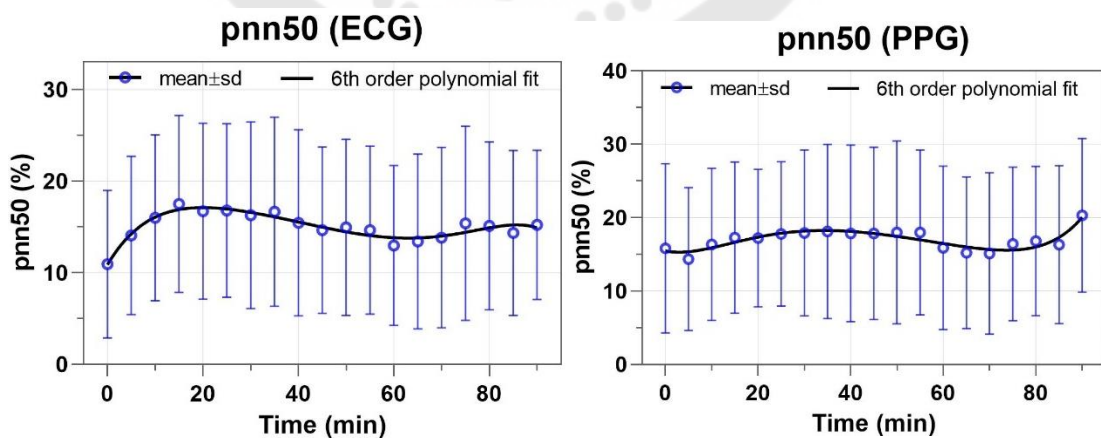 pnn50 (ECG)
mean±sd
6th order polynomial fit
30
20
10
0
pnn50 (%)
0
20
40
60
80
Time (min)
pnn50 (PPG)
mean±sd
6th order polynomial fit
40
30
20
10
0
pnn50 (%)
0
20
40
60
80
Time (min)